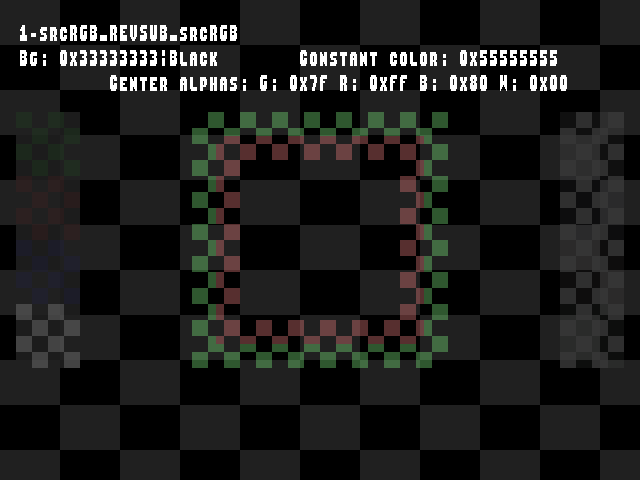 1-srcRGB_REVSUB_srcRGB
Bg: 0x33333333¦Black Constant color: 0x55555555
Center alphas: G: 0x7f R: 0xff B: 0x80 W: 0x00